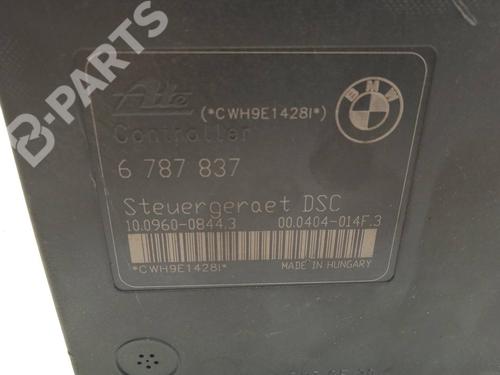 B-PARTS
Ate
(*CWH9E1428I*)
BMW
Controller
6 787 837
Steuergeraet DSC
10.0960-0844.3 00.0404-014F.3
*CWH9E1428I*
MADE IN HUNGARY